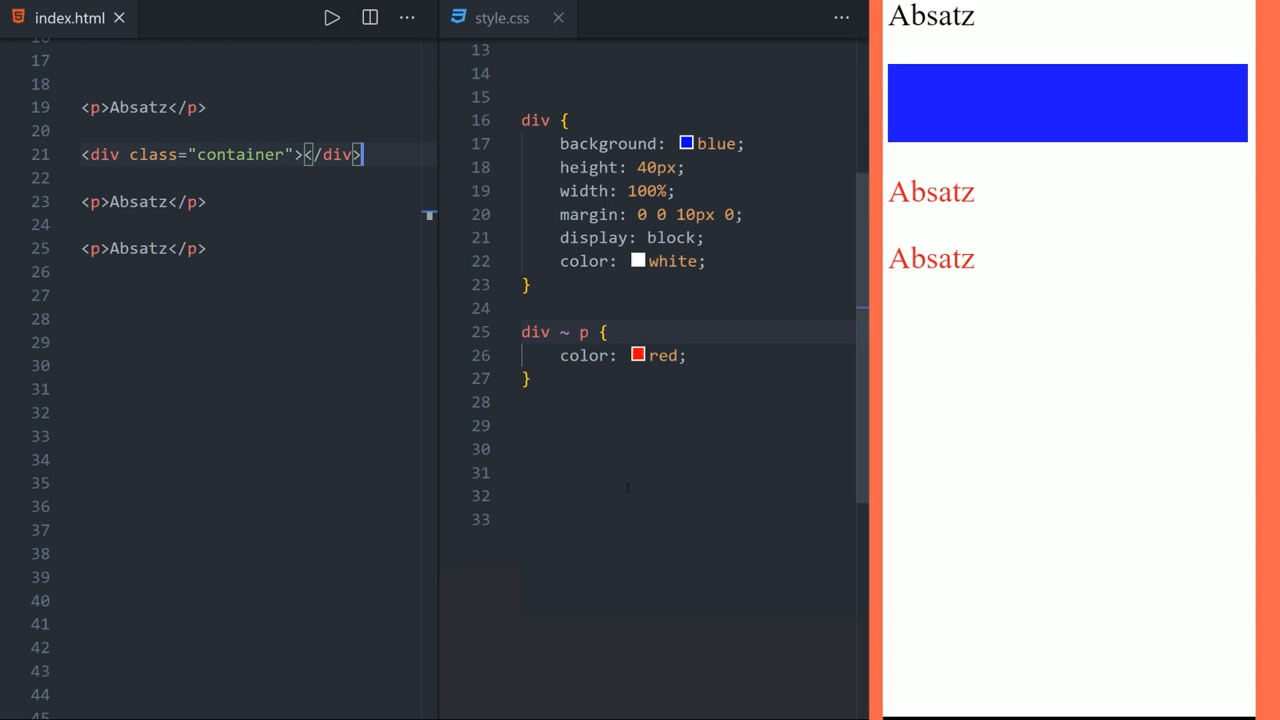 index.html
16
17
18
19 <p>Absatz</p>
20
21 <div class="container"></div>
22
23 <p>Absatz</p>
24
25 <p>Absatz</p>
26
27
28
29
30
31
32
33
34
35
36
37
38
39
40
41
42
43
44
45
style.css
13
14
15
16 div {
17 background: blue;
18 height: 40px;
19 width: 100%;
20 margin: 0 0 10px 0;
21 display: block;
22 color: white;
23 }
24
25 div ~ p {
26 color: red;
27 }
28
29
30
31
32
33
Absatz
Absatz
Absatz